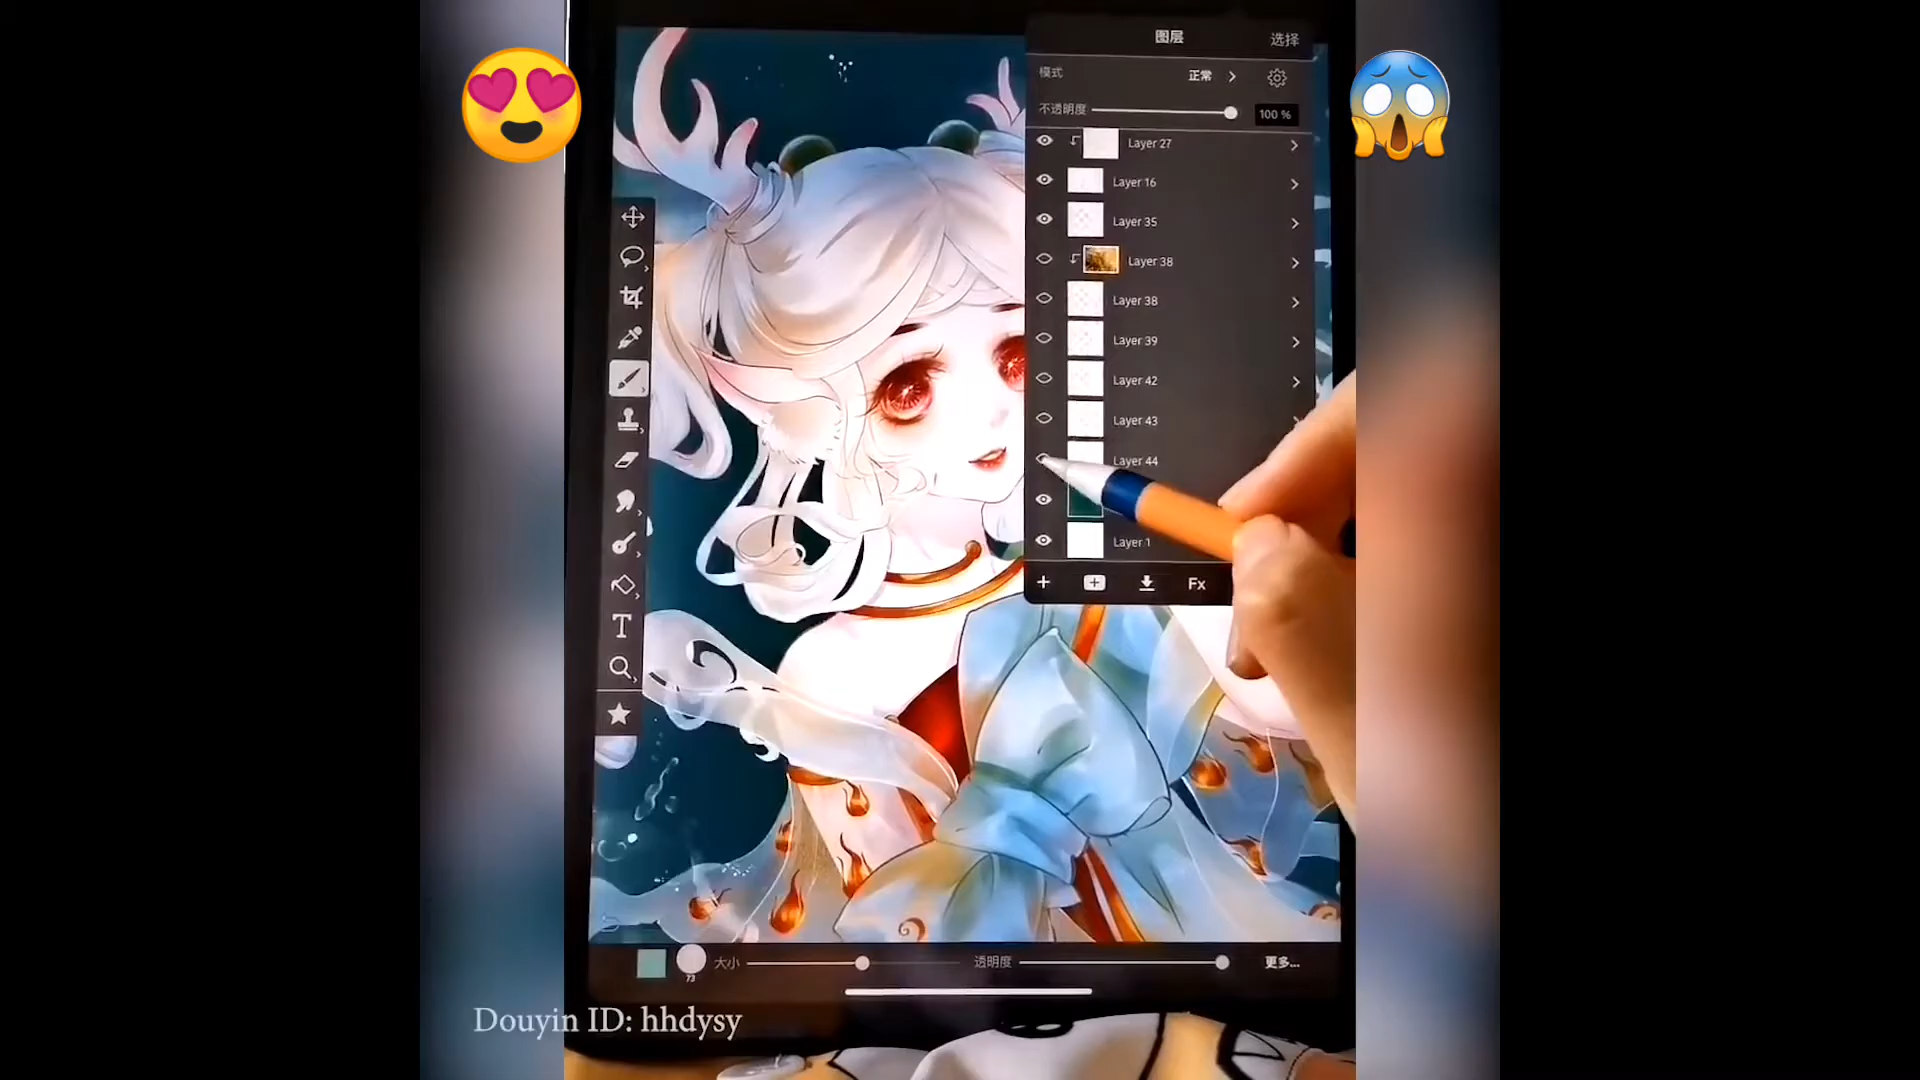 图层
选择
模式
正常
不透明度
100 %
Layer 27
Layer 16
Layer 35
Layer 38
Layer 38
Layer 39
Layer 42
Layer 43
Layer 44
Layer 1
Fx
T
73
大小
透明度
更多...
Douyin ID: hhdysy